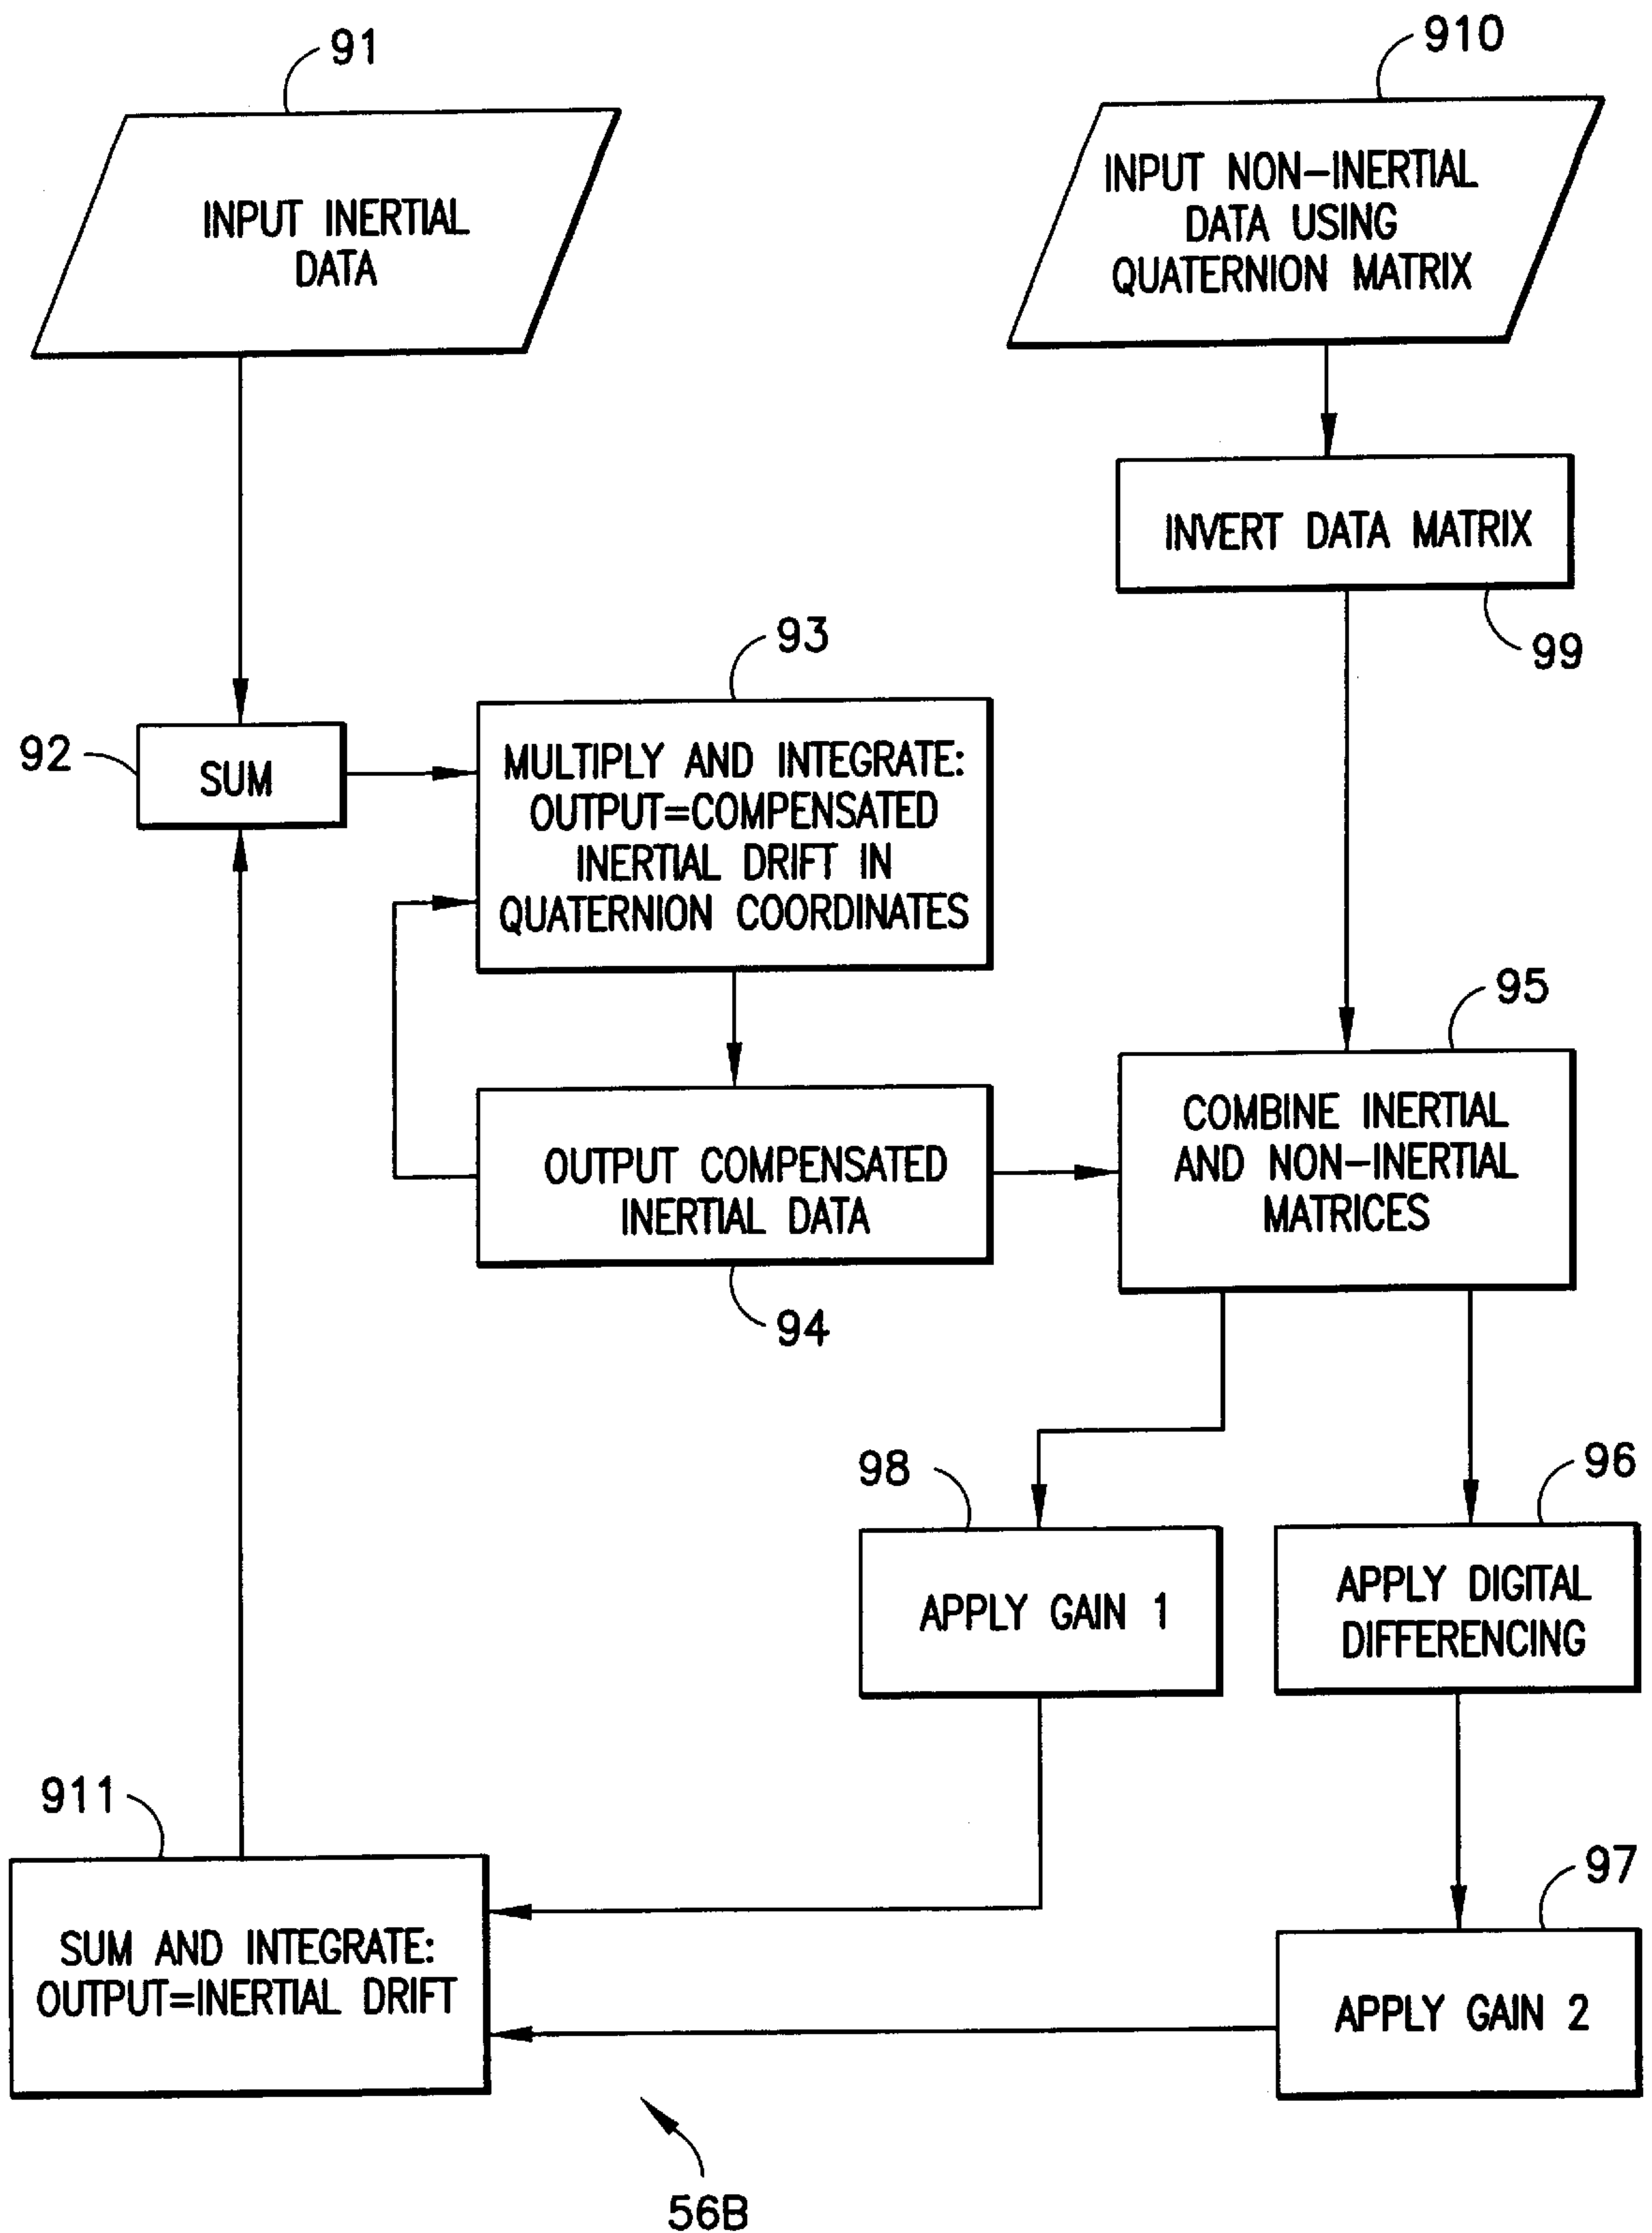 91
INPUT INERTIAL
DATA
910
INPUT NON-INERTIAL
DATA USING
QUATERNION MATRIX
INVERT DATA MATRIX
99
92
SUM
93
MULTIPLY AND INTEGRATE:
OUTPUT=COMPENSATED
INERTIAL DRIFT IN
QUATERNION COORDINATES
OUTPUT COMPENSATED
INERTIAL DATA
94
95
COMBINE INERTIAL
AND NON-INERTIAL
MATRICES
98
APPLY GAIN 1
96
APPLY DIGITAL
DIFFERENCING
911
SUM AND INTEGRATE:
OUTPUT=INERTIAL DRIFT
97
APPLY GAIN 2
56B